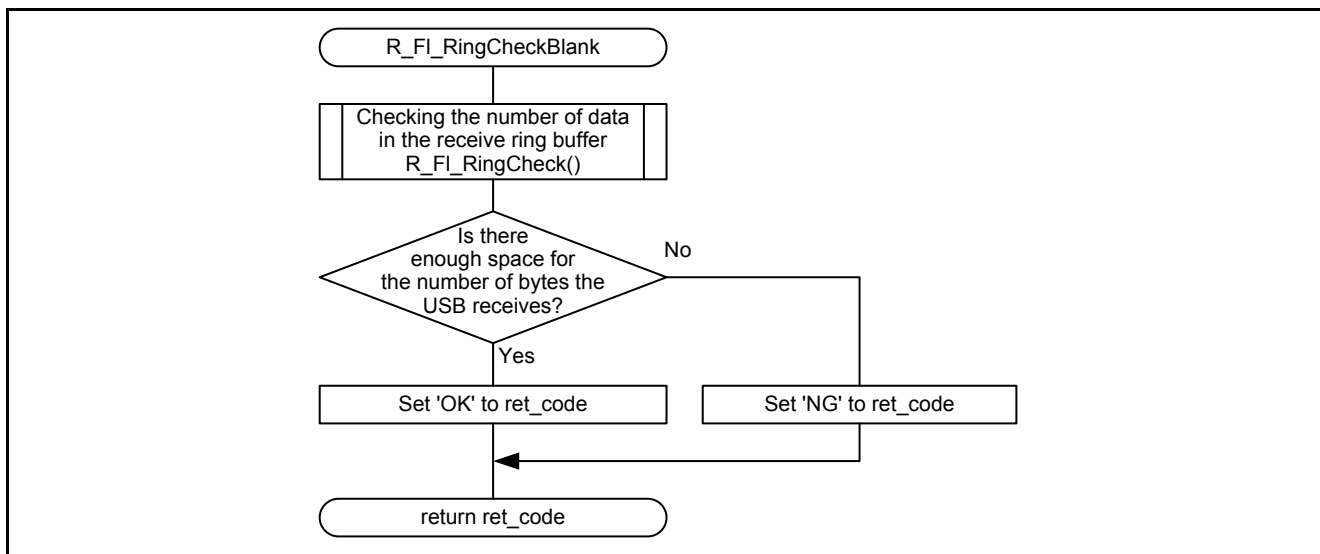 R_Fl_RingCheckBlank
Checking the number of data
in the receive ring buffer
R_Fl_RingCheck()
Is there
enough space for
the number of bytes the
USB receives?
No
Yes
Set 'OK' to ret_code
Set 'NG' to ret_code
return ret_code